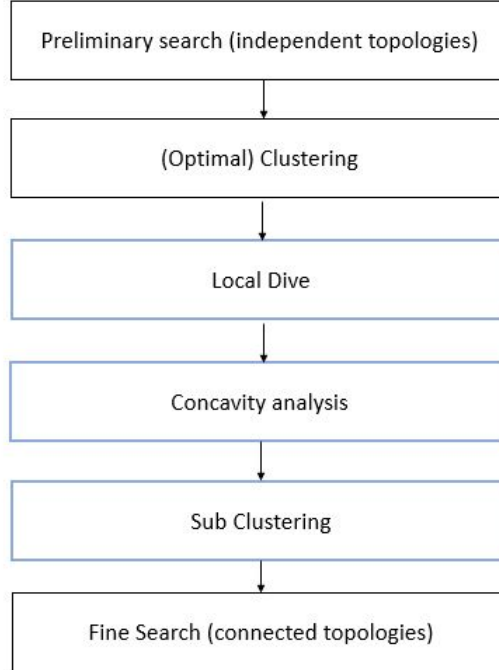 Preliminary search (independent topologies)
(Optimal) Clustering
Local Dive
Concavity analysis
Sub Clustering
Fine Search (connected topologies)